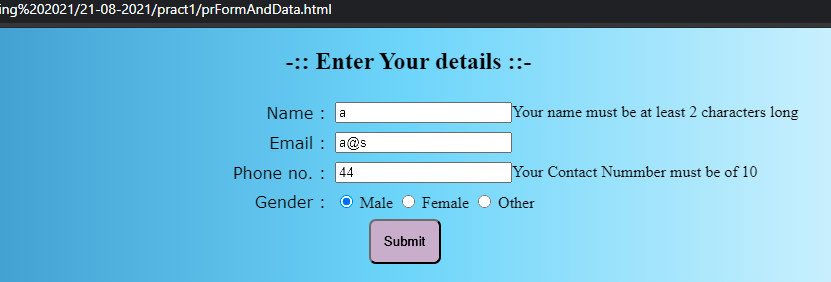 ing%202021/21-08-2021/pract1/prFormAndData.html
-:: Enter Your details ::-
Name : a Your name must be at least 2 characters long
Email : a@s
Phone no. : 44 Your Contact Nummber must be of 10
Gender : Male Female Other
Submit